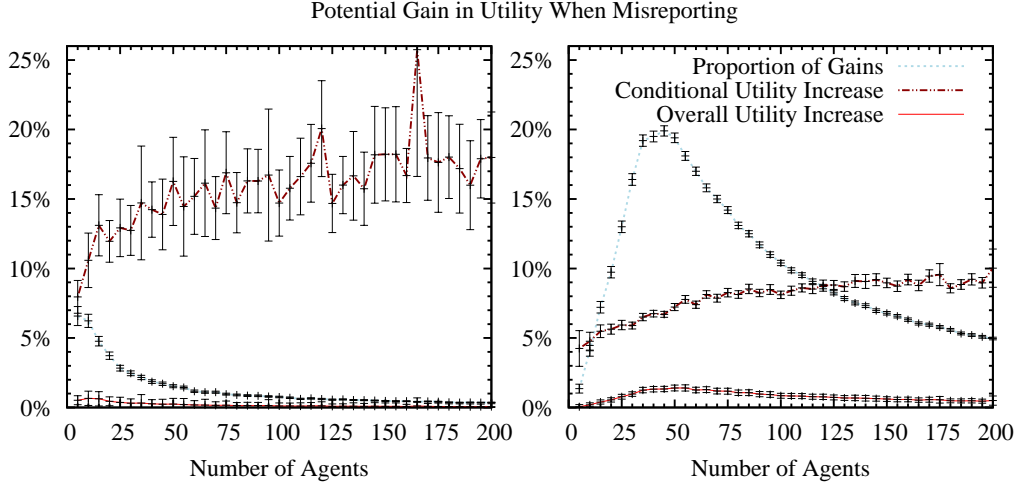 Potential Gain in Utility When Misreporting
25%
20%
15%
10%
5%
0%
0 25 50 75 100 125 150 175 200
Number of Agents
25%
20%
15%
10%
5%
0%
0 25 50 75 100 125 150 175 200
Number of Agents
Proportion of Gains
Conditional Utility Increase
Overall Utility Increase